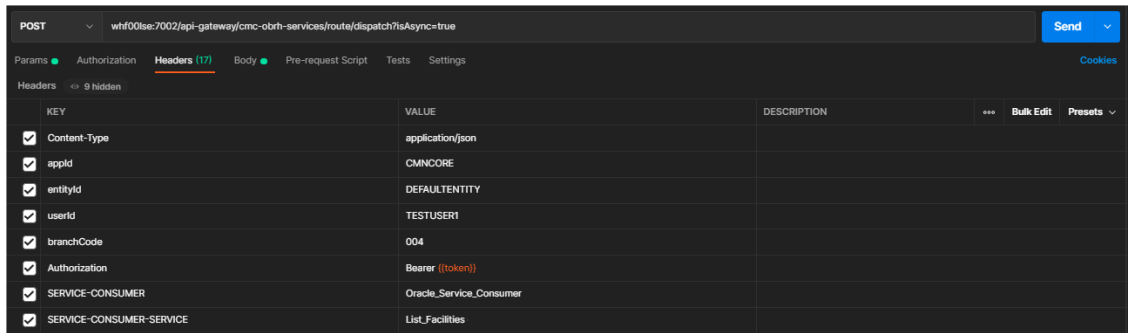 POST whf00lse:7002/api-gateway/cmc-obrh-services/route/dispatch?isAsync=true Send
Params Authorization Headers (17) Body Pre-request Script Tests Settings Cookies
Headers 9 hidden
KEY VALUE DESCRIPTION Bulk Edit Presets
Content-Type application/json
appId CMNCORE
entityId DEFAULTENTITY
userId TESTUSER1
branchCode 004
Authorization Bearer {{token}}
SERVICE-CONSUMER Oracle_Service_Consumer
SERVICE-CONSUMER-SERVICE List_Facilities